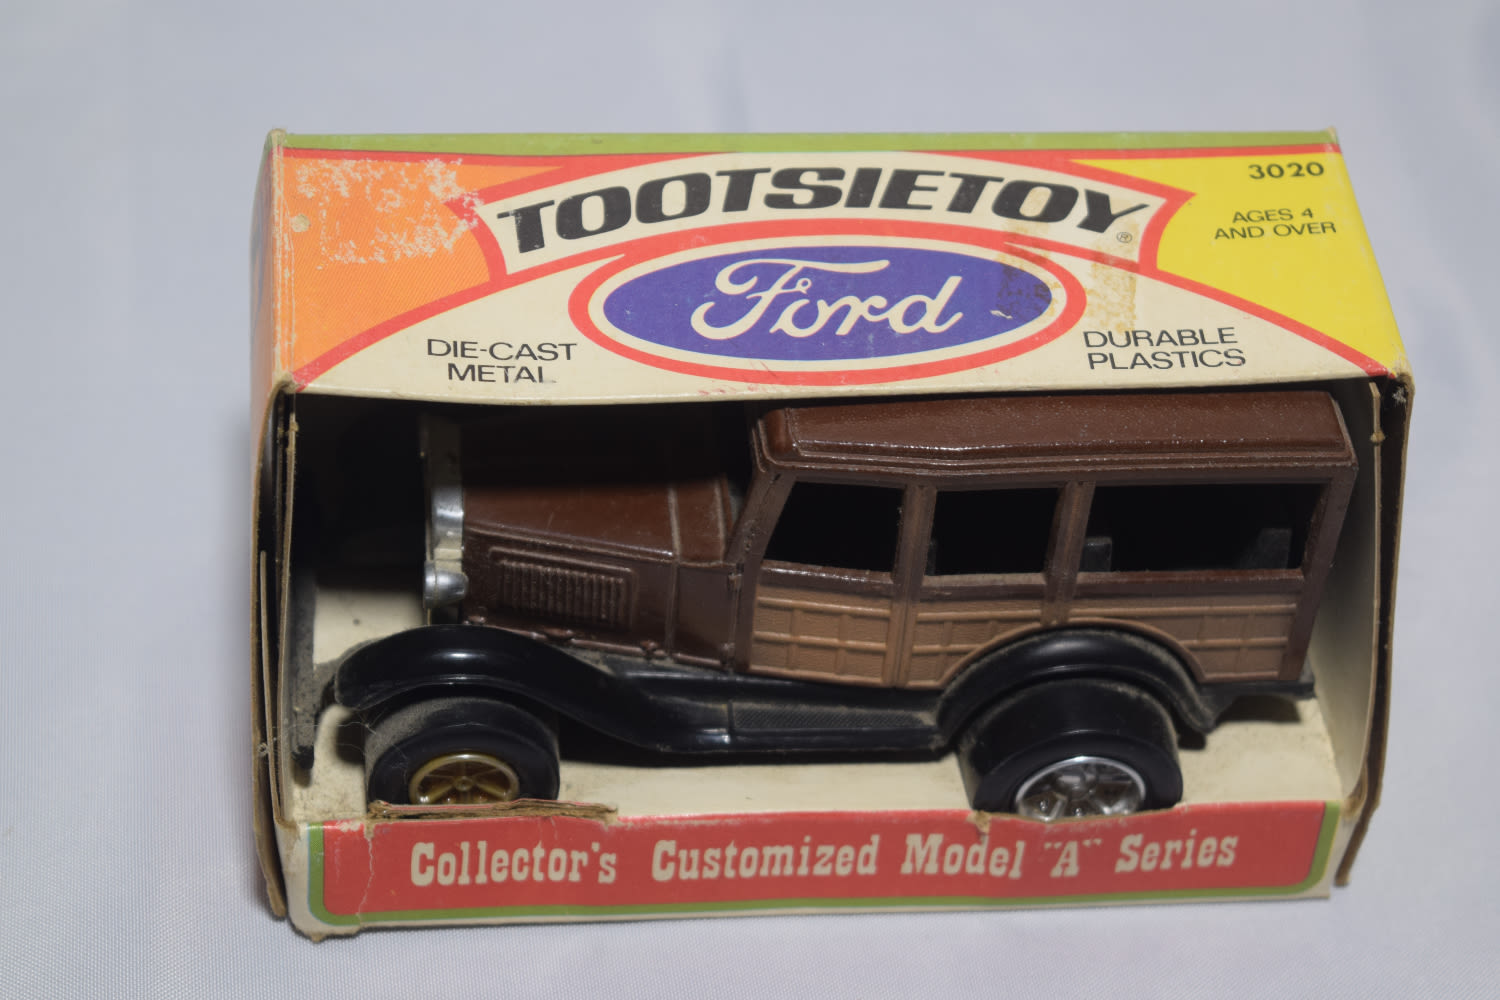 TOOTSIETOY®
Ford
3020
AGES 4
AND OVER
DIE-CAST
METAL
DURABLE
PLASTICS
Collector's Customized Model "A" Series